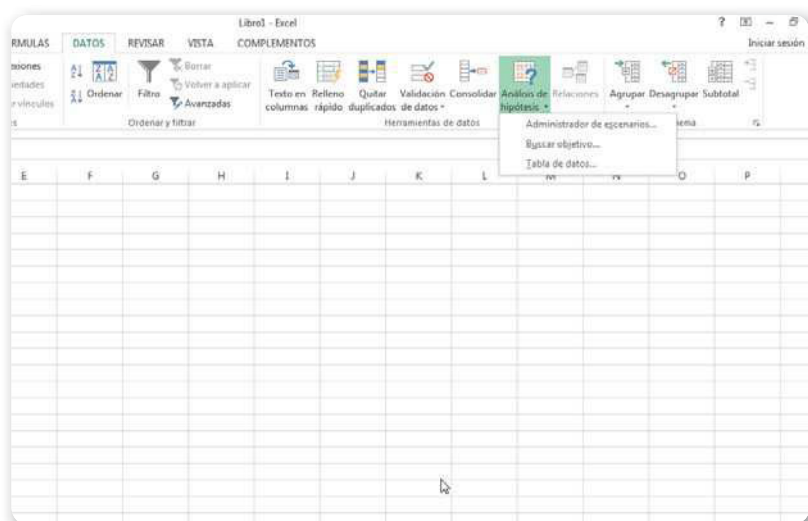 Libro1 - Excel
?
RMULAS DATOS REVISAR VISTA COMPLEMENTOS Iniciar sesión
Ordenar
Filtro
Borrar
Volver a aplicar
Avanzadas
Texto en columnas
Relleno rápido
Quitar duplicados
Validación de datos
Consolidar
Análisis de hipótesis
Relaciones
Agrupar
Desagrupar
Subtotal
Ordenar y filtrar
Herramientas de datos
Administrador de escenarios...
Buscar objetivo...
Tabla de datos...
E F G H I J K L M N O P